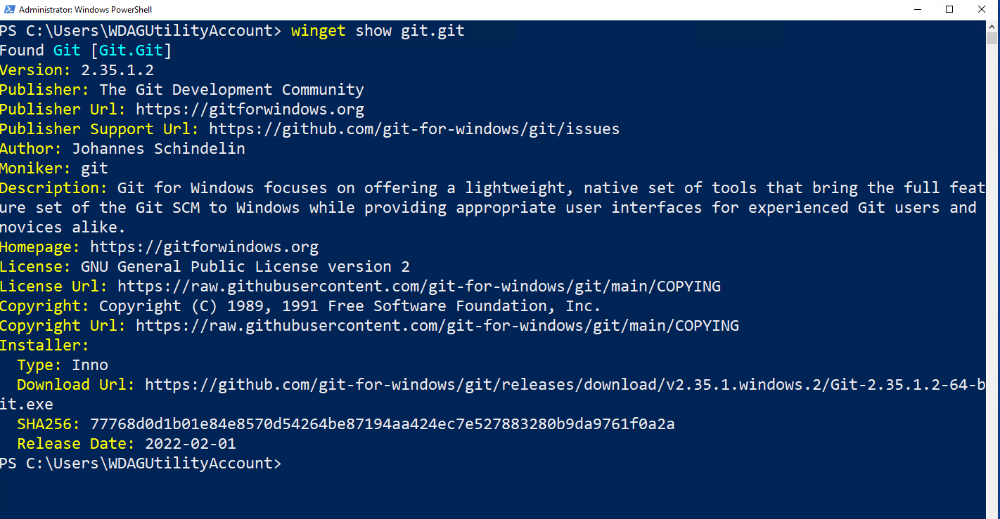 Administrator: Windows PowerShell
PS C:\Users\WDAGUtilityAccount> winget show git.git
Found Git [Git.Git]
Version: 2.35.1.2
Publisher: The Git Development Community
Publisher Url: https://gitforwindows.org
Publisher Support Url: https://github.com/git-for-windows/git/issues
Author: Johannes Schindelin
Moniker: git
Description: Git for Windows focuses on offering a lightweight, native set of tools that bring the full feat
ure set of the Git SCM to Windows while providing appropriate user interfaces for experienced Git users and
novices alike.
Homepage: https://gitforwindows.org
License: GNU General Public License version 2
License Url: https://raw.githubusercontent.com/git-for-windows/git/main/COPYING
Copyright: Copyright (C) 1989, 1991 Free Software Foundation, Inc.
Copyright Url: https://raw.githubusercontent.com/git-for-windows/git/main/COPYING
Installer:
  Type: Inno
  Download Url: https://github.com/git-for-windows/git/releases/download/v2.35.1.windows.2/Git-2.35.1.2-64-b
it.exe
  SHA256: 77768d0d1b01e84e8570d54264be87194aa424ec7e527883280b9da9761f0a2a
  Release Date: 2022-02-01
PS C:\Users\WDAGUtilityAccount>